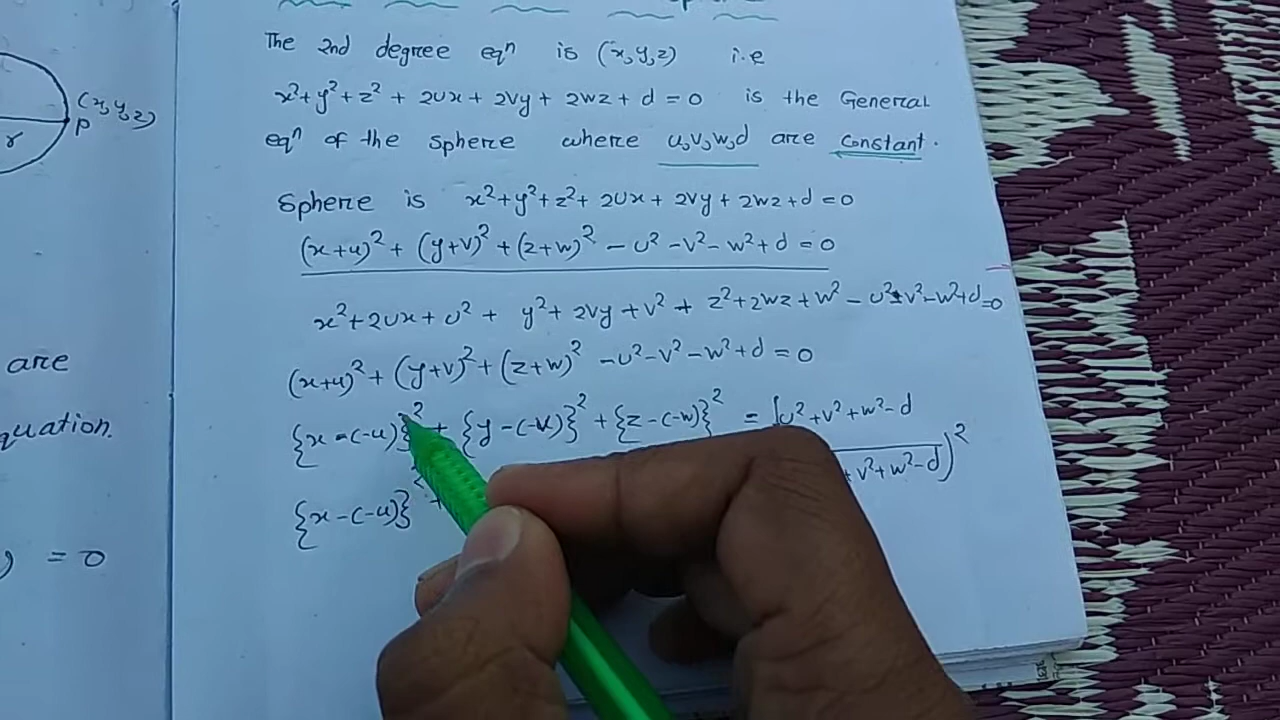 (x,y,z)
P
r
are
quation.
) = 0
The 2nd degree eqⁿ is (x,y,z) i.e
x²+y²+z² + 2ux + 2vy + 2wz + d = 0 is the General
eqⁿ of the sphere where u,v,w,d are constant.
Sphere is x²+y²+z²+ 2ux + 2vy + 2wz + d = 0
(x+u)² + (y+v)² + (z+w)² - u² - v² - w² + d = 0
x²+2ux+u² + y²+ 2vy + v² + z²+2wz+w² - u²-v²-w²+d=0
(x+u)² + (y+v)² + (z+w)² -u²-v²-w²+d = 0
{x-(-u)}² + {y-(-v)}² + {z-(-w)}² = u²+v²+w²-d
{x-(-u)}² + +v²+w²-d)²